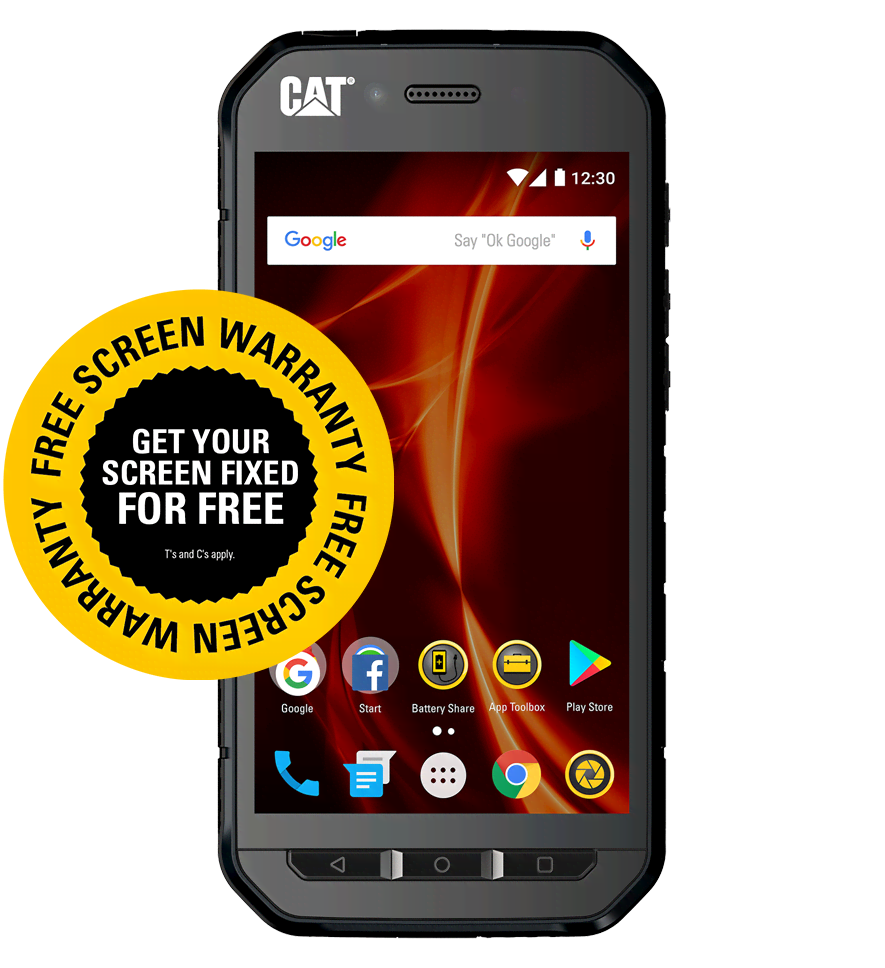 CAT®
12:30
Google Say "Ok Google"
FREE SCREEN WARRANTY
FREE SCREEN WARRANTY
GET YOUR
SCREEN FIXED
FOR FREE
T's and C's apply.
Google Start Battery Share App Toolbox Play Store